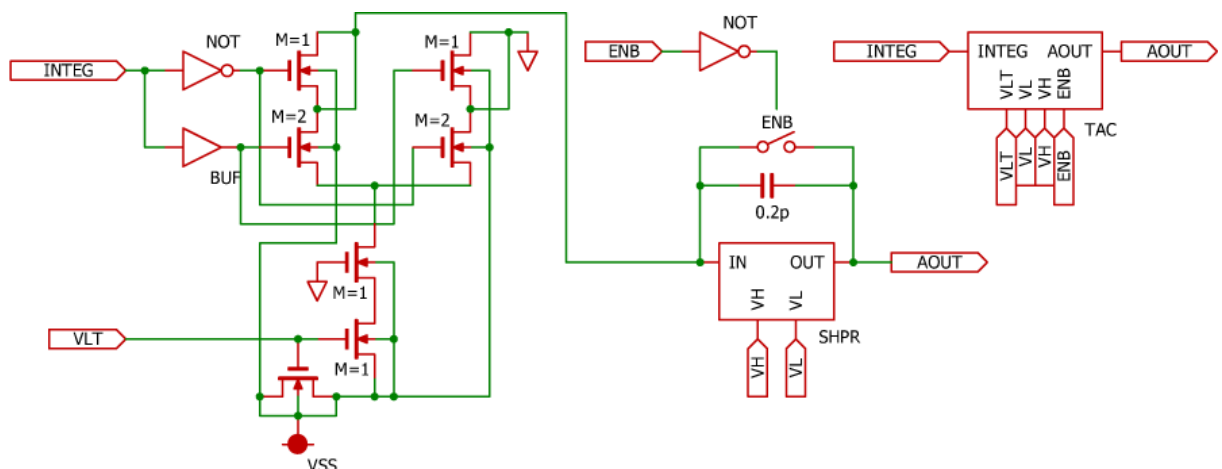 NOT
M=1
M=1
INTEG
M=2
M=2
BUF
M=1
VLT
M=1
VSS
ENB
NOT
ENB
0.2p
IN
OUT
VH
VL
SHPR
VH
VL
AOUT
INTEG
INTEG
AOUT
VLT
VL
VH
ENB
AOUT
TAC
VLT
VL
VH
ENB